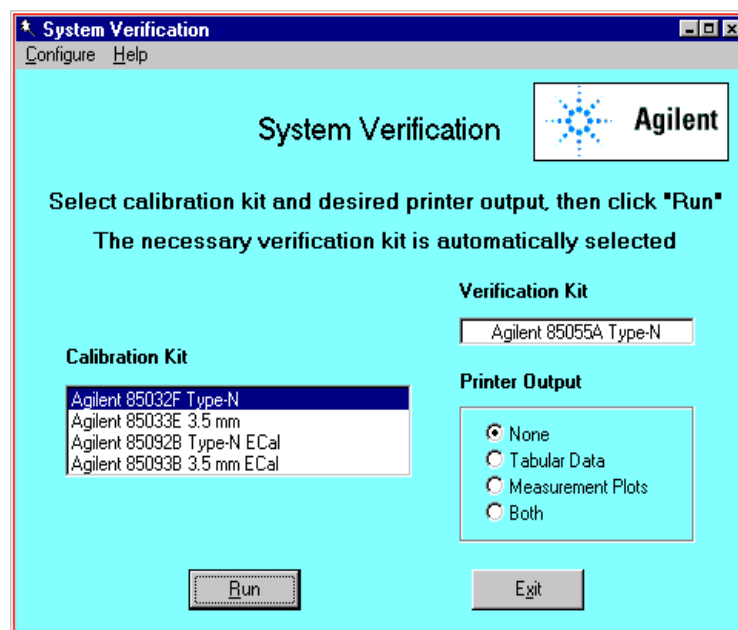 System Verification
Configure Help
System Verification
Agilent
Select calibration kit and desired printer output, then click "Run"
The necessary verification kit is automatically selected
Verification Kit
Agilent 85055A Type-N
Calibration Kit
Agilent 85032F Type-N
Agilent 85033E 3.5 mm
Agilent 85092B Type-N ECal
Agilent 85093B 3.5 mm ECal
Printer Output
None
Tabular Data
Measurement Plots
Both
Run
Exit